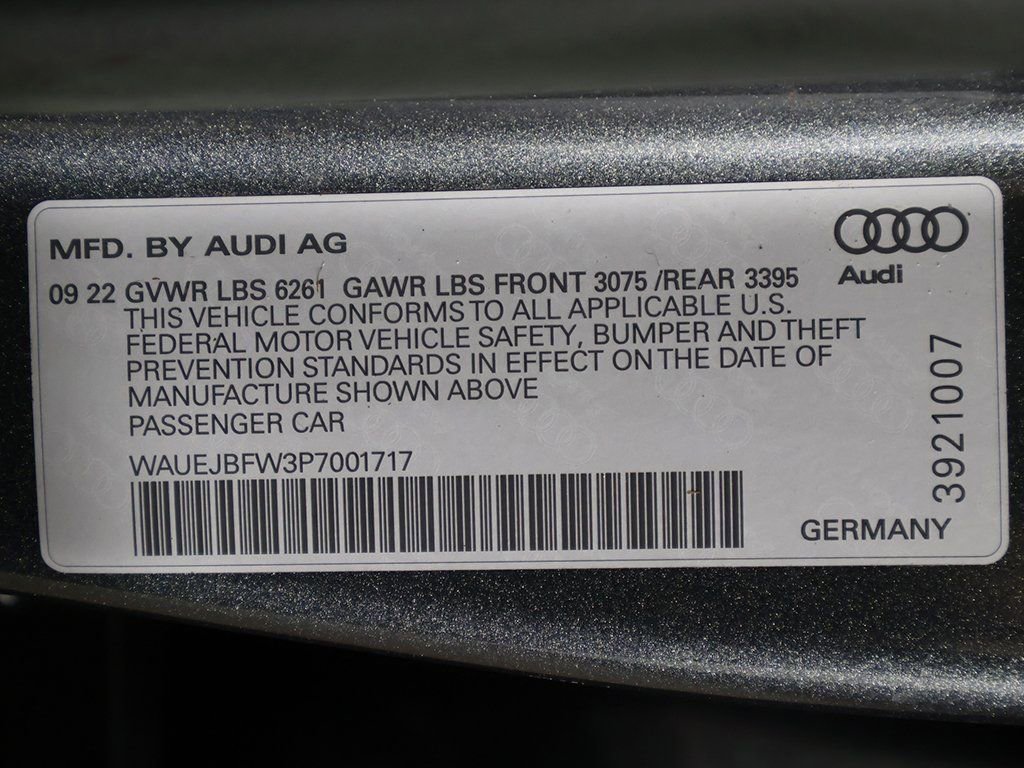 MFD. BY AUDI AG
Audi
09 22 GVWR LBS 6261 GAWR LBS FRONT 3075 /REAR 3395
THIS VEHICLE CONFORMS TO ALL APPLICABLE U.S.
FEDERAL MOTOR VEHICLE SAFETY, BUMPER AND THEFT
PREVENTION STANDARDS IN EFFECT ON THE DATE OF
MANUFACTURE SHOWN ABOVE
PASSENGER CAR
WAUEJBFW3P7001717
3921007
GERMANY